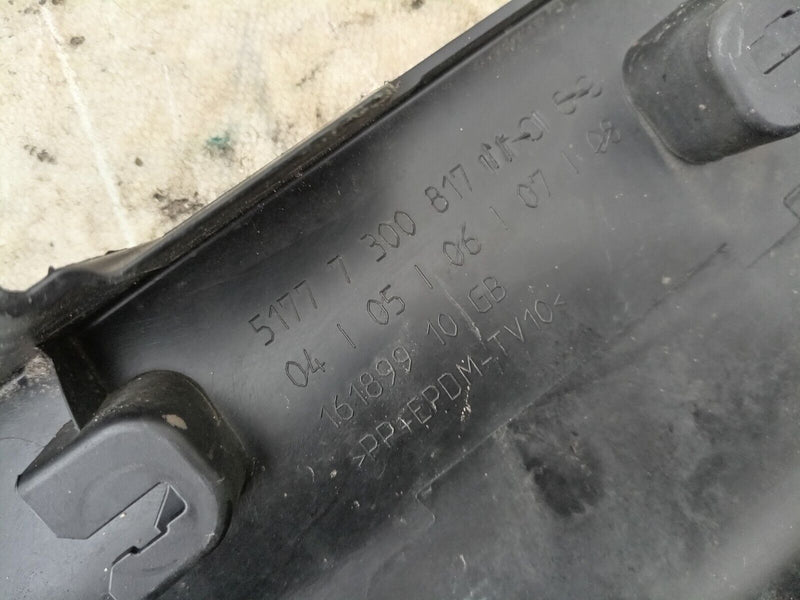 5177 7 300 817
04 | 05 | 06 | 07 | 08
161899 10 GB
>PP+EPDM-TV10<